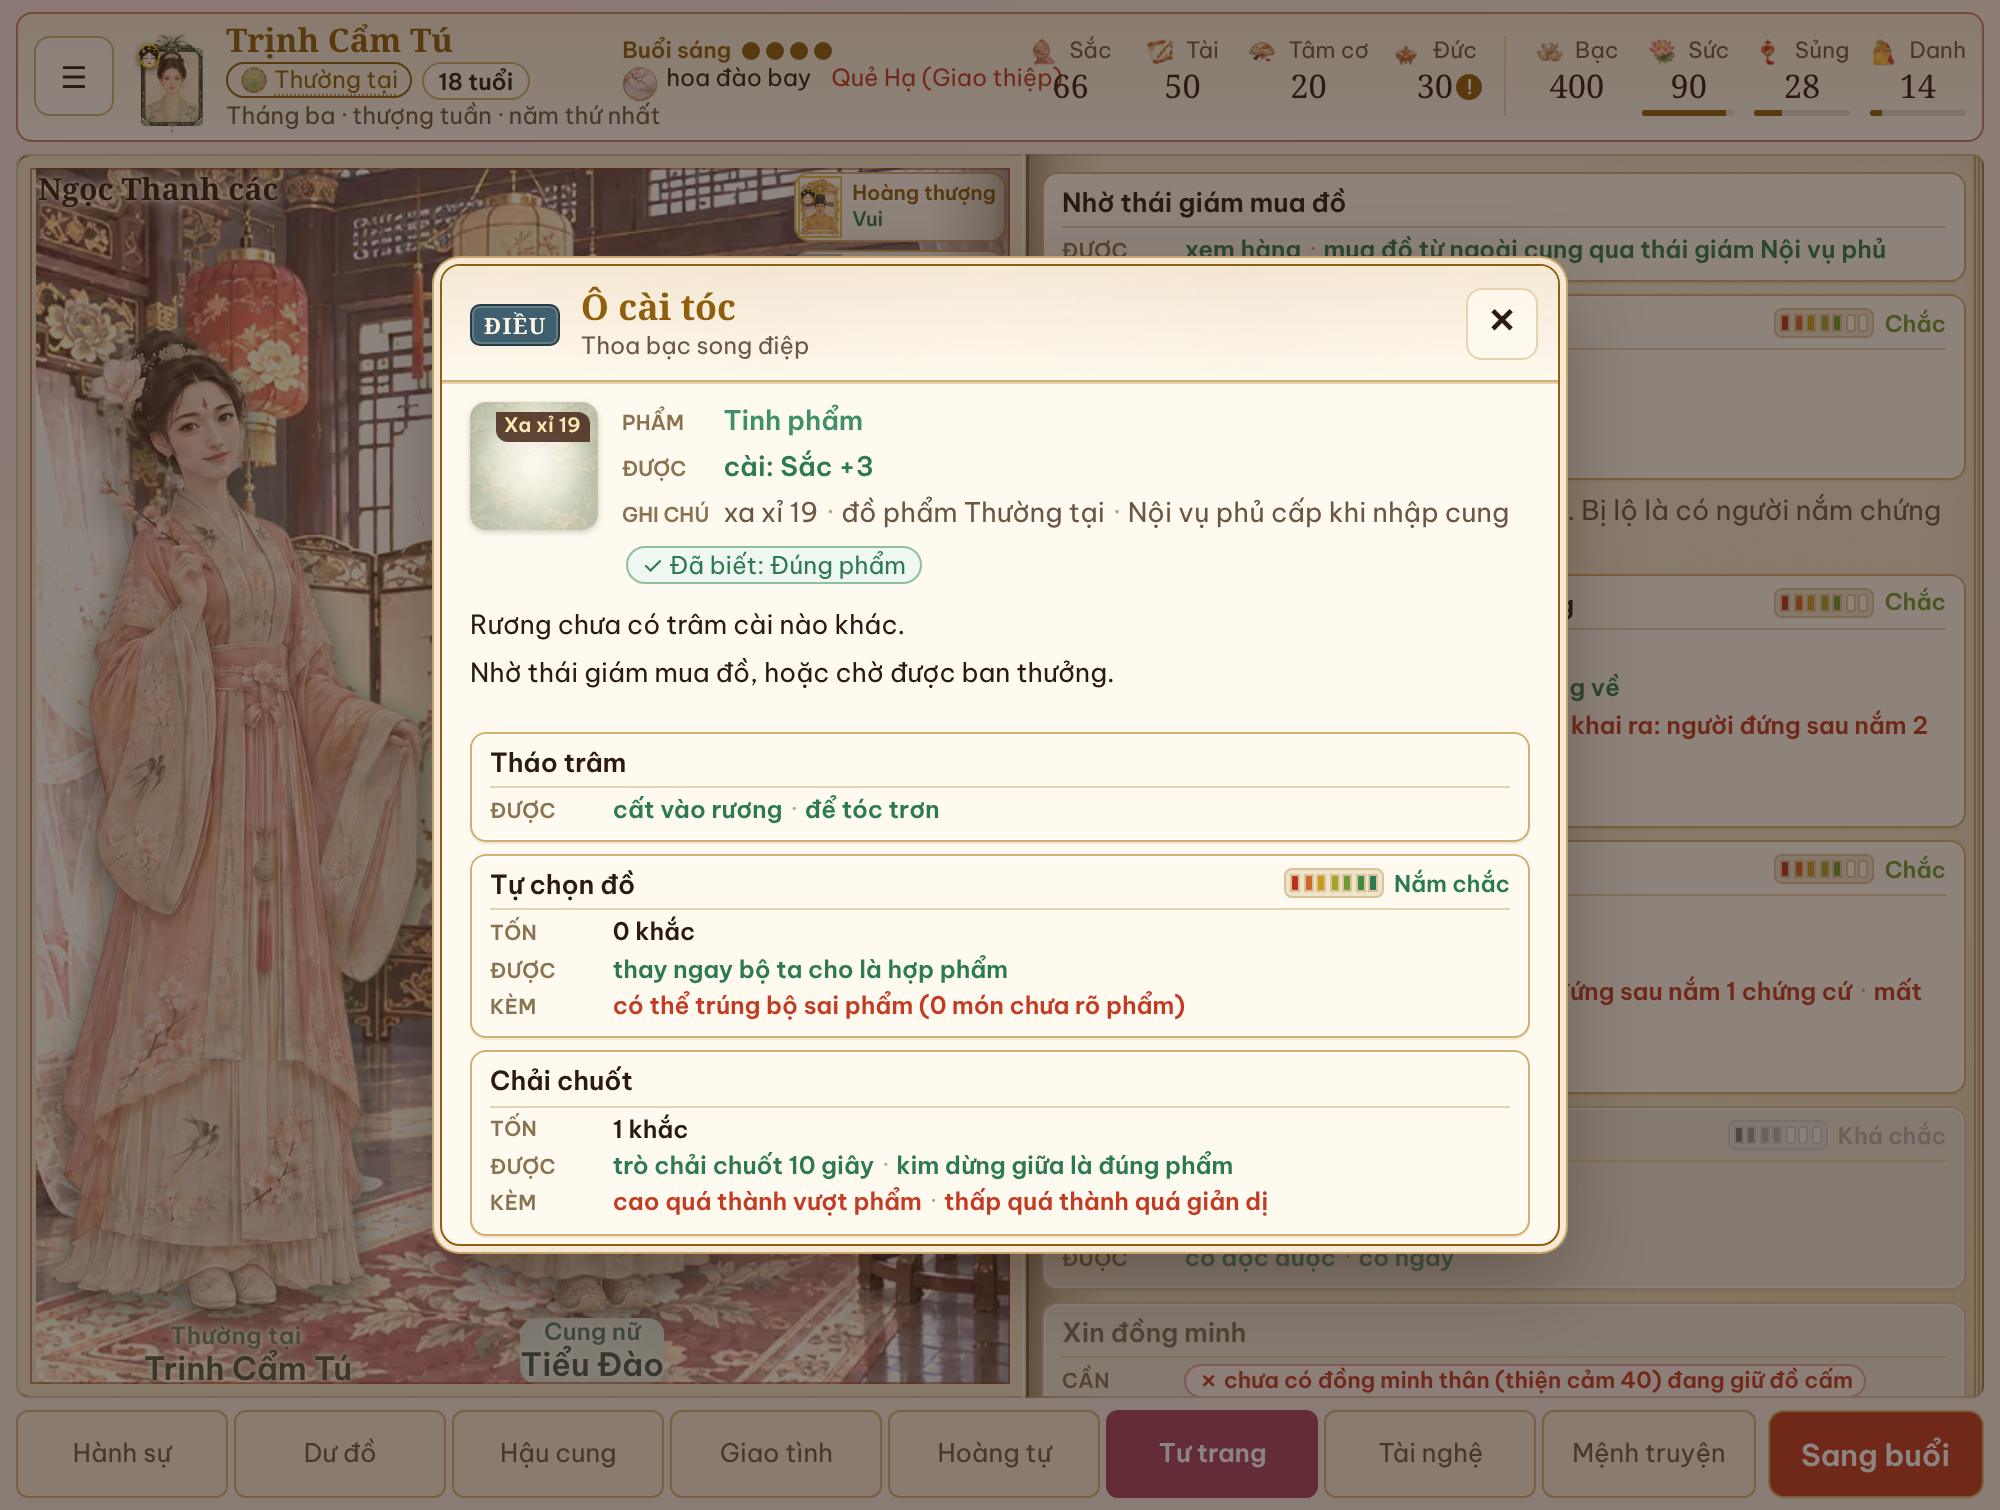 ☰
Trịnh Cẩm Tú
Thường tại
18 tuổi
Tháng ba · thượng tuần · năm thứ nhất
Buổi sáng
hoa đào bay
Quẻ Hạ (Giao thiệp)
Sắc
66
Tài
50
Tâm cơ
20
Đức
30 !
Bạc
400
Sức
90
Sủng
28
Danh
14
Ngọc Thanh các
Hoàng thượng
Vui
Nhờ thái giám mua đồ
ĐƯỢC xem hàng · mua đồ từ ngoài cung qua thái giám Nội vụ phủ
Chắc
. Bị lộ là có người nắm chứng
Chắc
g về
khai ra: người đứng sau nắm 2
Chắc
ứng sau nắm 1 chứng cứ · mất
Khá chắc
ĐƯỢC có độc dược · có ngay
Xin đồng minh
CẦN × chưa có đồng minh thân (thiện cảm 40) đang giữ đồ cấm
ĐIỀU
Ô cài tóc
Thoa bạc song điệp
✕
Xa xỉ 19
PHẨM Tinh phẩm
ĐƯỢC cài: Sắc +3
GHI CHÚ xa xỉ 19 · đồ phẩm Thường tại · Nội vụ phủ cấp khi nhập cung
✓ Đã biết: Đúng phẩm
Rương chưa có trâm cài nào khác.
Nhờ thái giám mua đồ, hoặc chờ được ban thưởng.
Tháo trâm
ĐƯỢC cất vào rương · để tóc trơn
Tự chọn đồ
Nắm chắc
TỐN 0 khắc
ĐƯỢC thay ngay bộ ta cho là hợp phẩm
KÈM có thể trúng bộ sai phẩm (0 món chưa rõ phẩm)
Chải chuốt
TỐN 1 khắc
ĐƯỢC trò chải chuốt 10 giây · kim dừng giữa là đúng phẩm
KÈM cao quá thành vượt phẩm · thấp quá thành quá giản dị
Thường tại
Trịnh Cẩm Tú
Cung nữ
Tiểu Đào
Hành sự
Dư đồ
Hậu cung
Giao tình
Hoàng tự
Tư trang
Tài nghệ
Mệnh truyện
Sang buổi